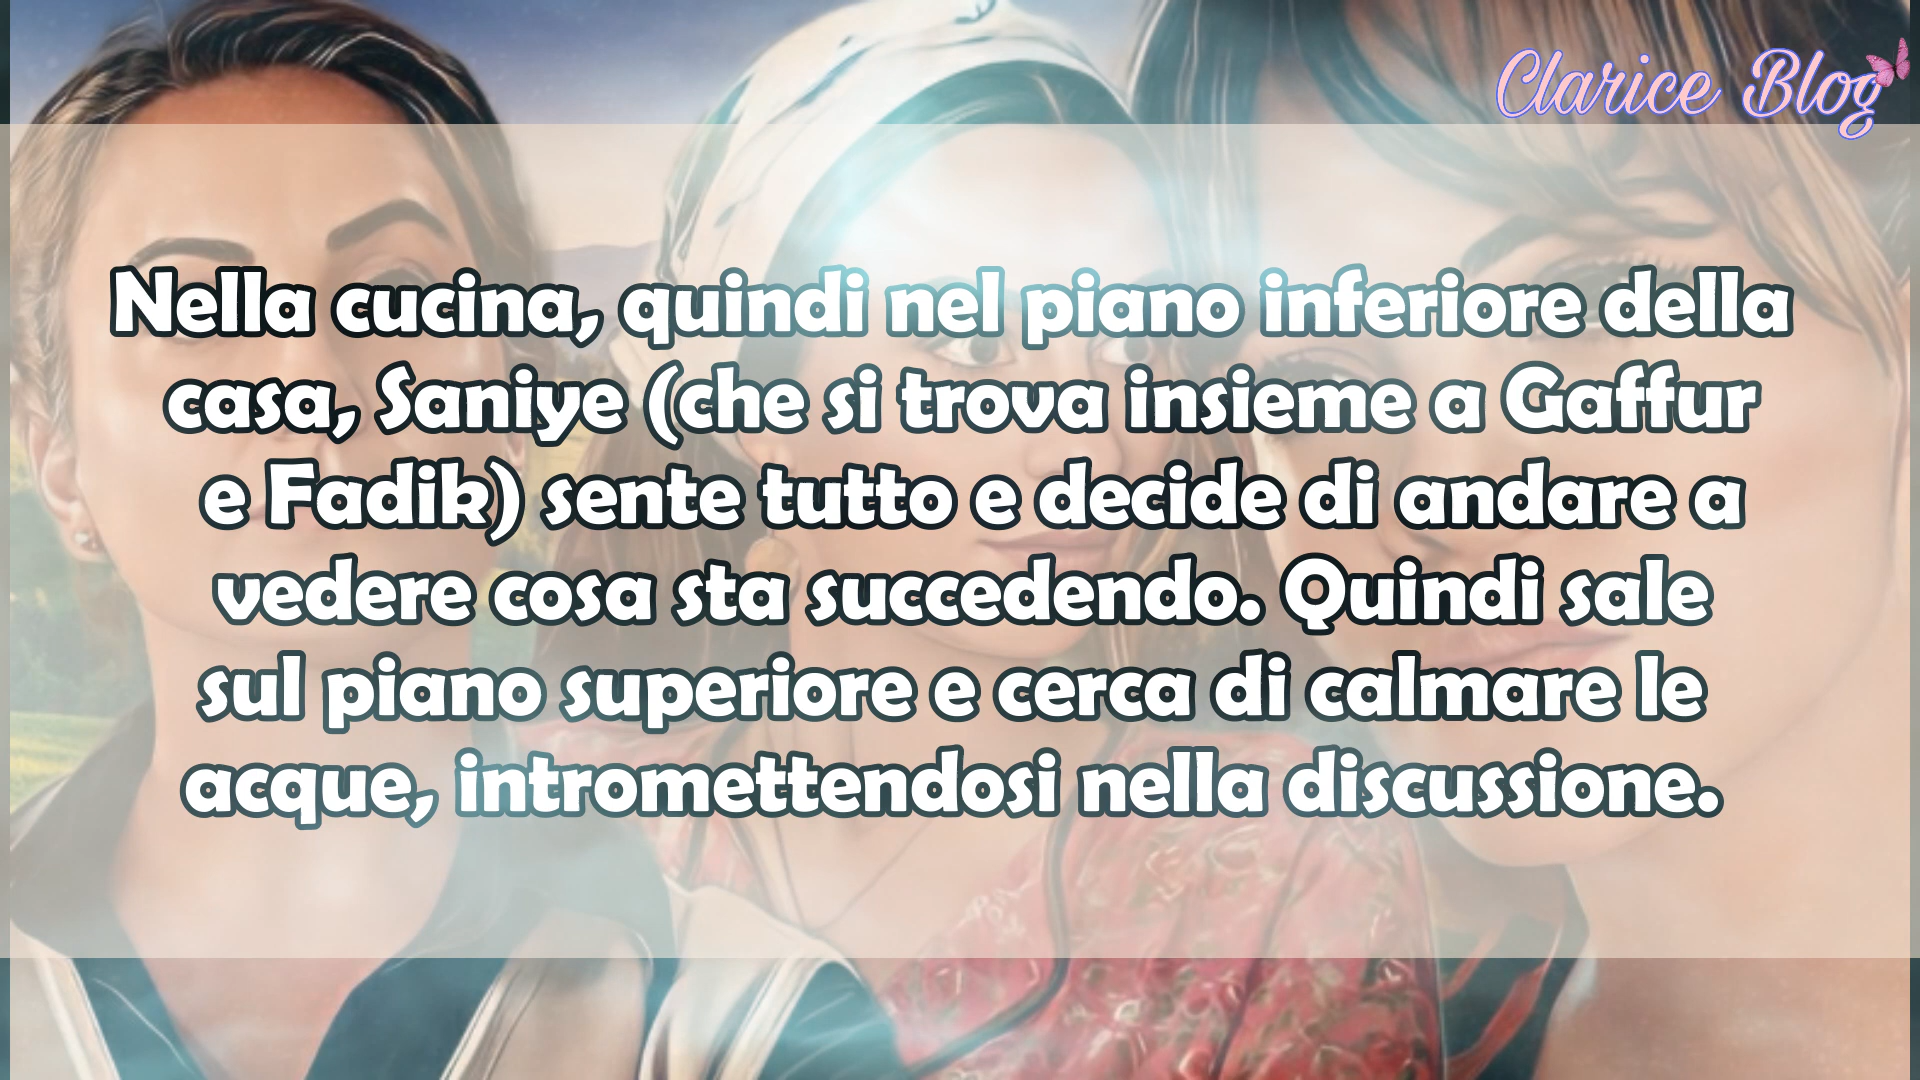 Clarice Blog
Nella cucina, quindi nel piano inferiore della
casa, Saniye (che si trova insieme a Gaffur
e Fadik) sente tutto e decide di andare a
vedere cosa sta succedendo. Quindi sale
sul piano superiore e cerca di calmare le
acque, intromettendosi nella discussione.